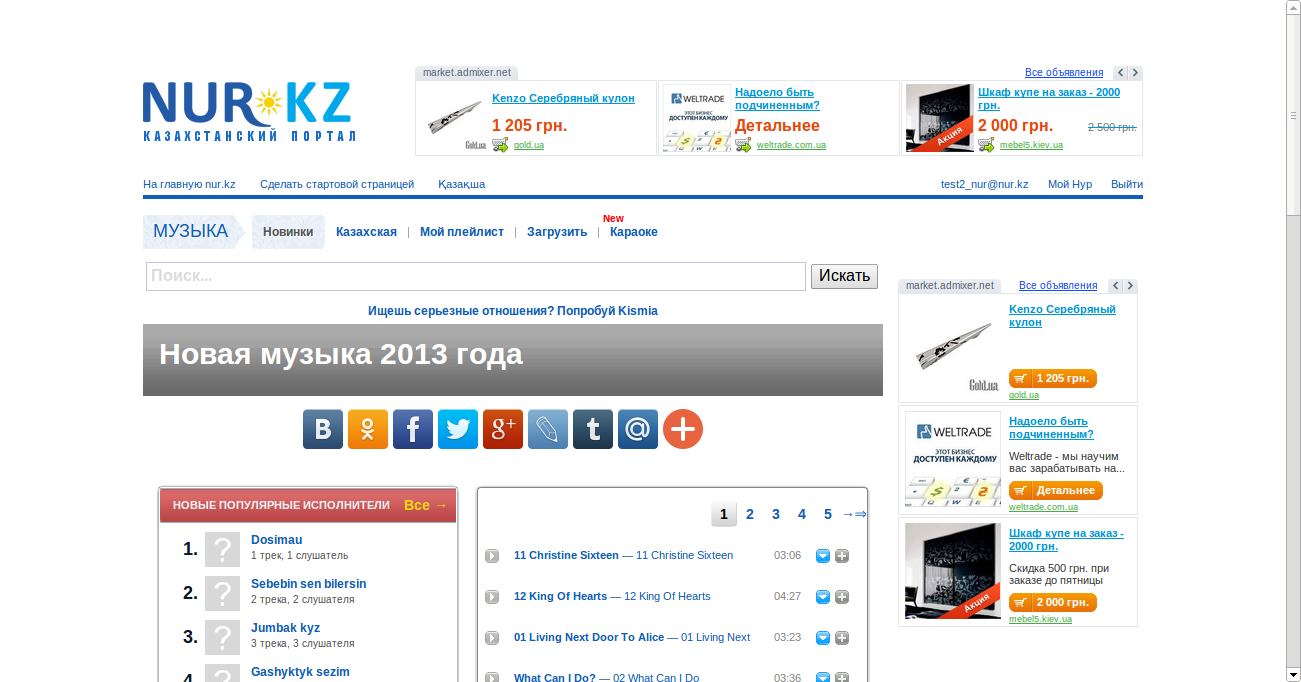 market.admixer.net
Все объявления
NUR KZ
КАЗАХСТАНСКИЙ ПОРТАЛ
Kenzo Серебряный кулон
1 205 грн.
Gold.ua
gold.ua
WELTRADE
ЭТОТ БИЗНЕС
ДОСТУПЕН КАЖДОМУ
Надоело быть
подчиненным?
Детальнее
weltrade.com.ua
Акция
Шкаф купе на заказ - 2000
грн.
2 000 грн.
2 500 грн.
mebel5.kiev.ua
На главную nur.kz
Сделать стартовой страницей
Қазақша
test2_nur@nur.kz
Мой Нур
Выйти
МУЗЫКА
Новинки
Казахская
Мой плейлист
Загрузить
New
Караоке
Поиск...
Искать
Ищешь серьезные отношения? Попробуй Kismia
Новая музыка 2013 года
B
f
g+
t
@
НОВЫЕ ПОПУЛЯРНЫЕ ИСПОЛНИТЕЛИ
Все →
1.
?
Dosimau
1 трек, 1 слушатель
2.
?
Sebebin sen bilersin
2 трека, 2 слушателя
3.
?
Jumbak kyz
3 трека, 3 слушателя
4.
?
Gashyktyk sezim
1 2 3 4 5 →⇒
11 Christine Sixteen — 11 Christine Sixteen 03:06
12 King Of Hearts — 12 King Of Hearts 04:27
01 Living Next Door To Alice — 01 Living Next 03:23
What Can I Do? — 02 What Can I Do 03:36
market.admixer.net
Все объявления
Gold.ua
Kenzo Серебряный
кулон
1 205 грн.
gold.ua
WELTRADE
ЭТОТ БИЗНЕС
ДОСТУПЕН КАЖДОМУ
Надоело быть
подчиненным?
Weltrade - мы научим
вас зарабатывать на...
Детальнее
weltrade.com.ua
Акция
Шкаф купе на заказ -
2000 грн.
Скидка 500 грн. при
заказе до пятницы
2 000 грн.
mebel5.kiev.ua